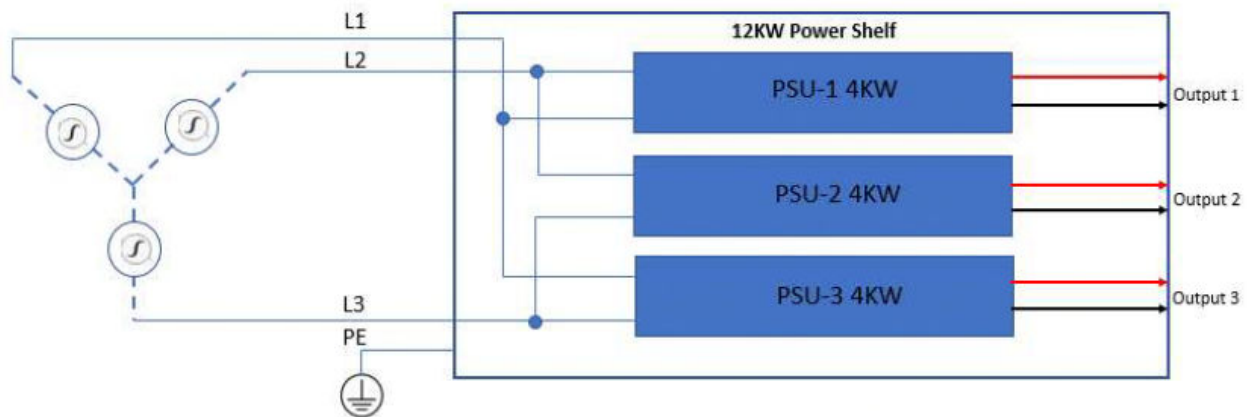 L1
12KW Power Shelf
L2
PSU-1 4KW
Output 1
PSU-2 4KW
Output 2
PSU-3 4KW
Output 3
L3
PE